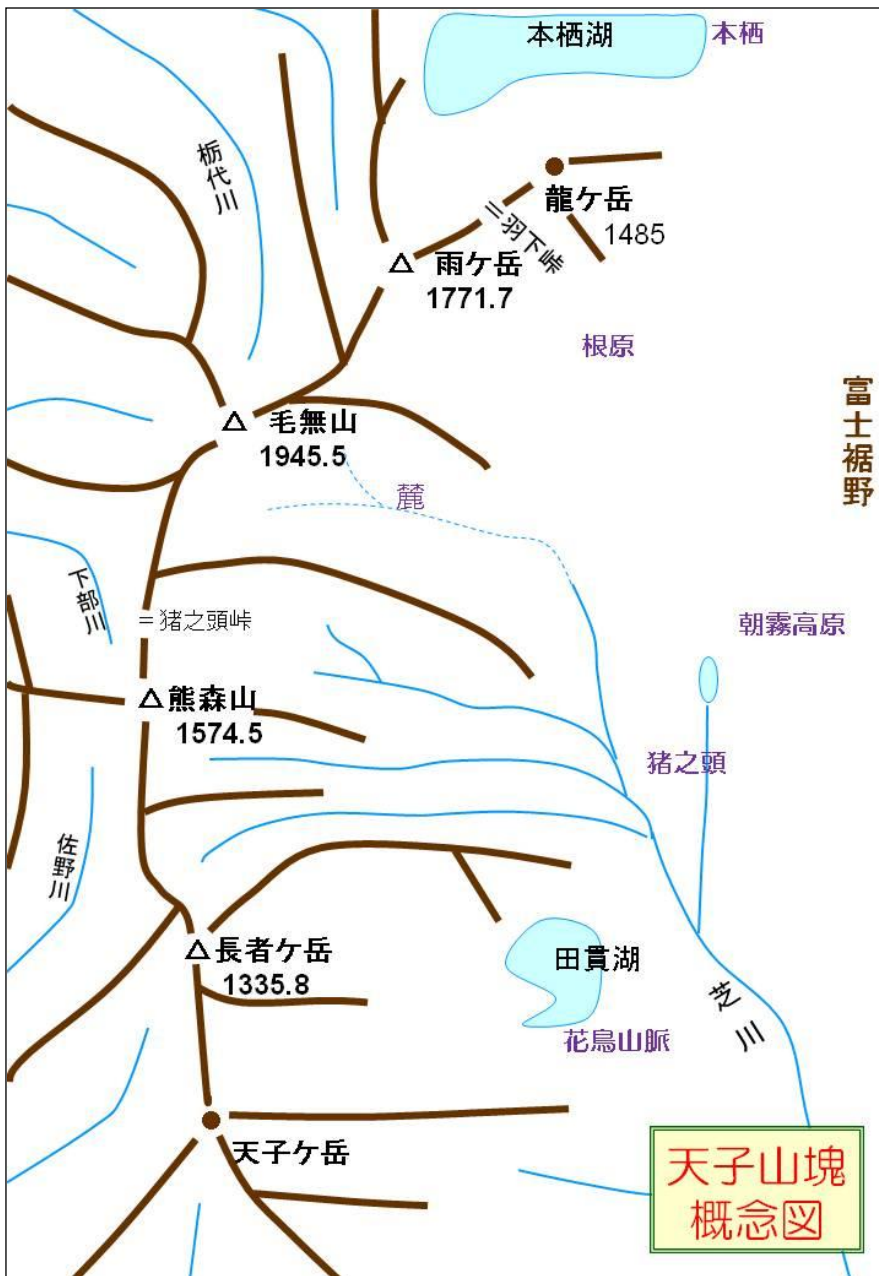 本栖湖
本栖
栃代川
龍ケ岳
1485
=羽下峠
雨ケ岳
1771.7
根原
富士裾野
毛無山
1945.5
麓
下部川
=猪之頭峠
朝霧高原
熊森山
1574.5
猪之頭
佐野川
長者ケ岳
1335.8
田貫湖
芝川
花鳥山脈
天子ケ岳
天子山塊
概念図